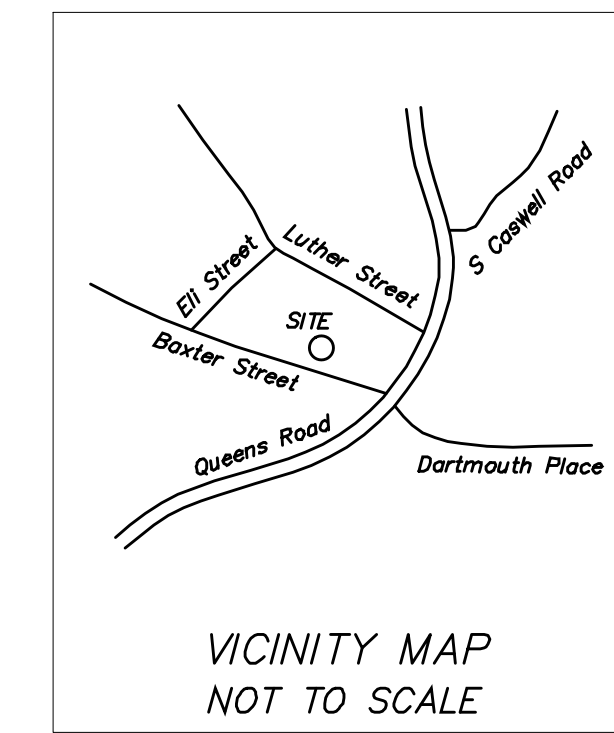 S Caswell Road
Luther Street
Eli Street
SITE
Baxter Street
Queens Road
Dartmouth Place
VICINITY MAP
NOT TO SCALE